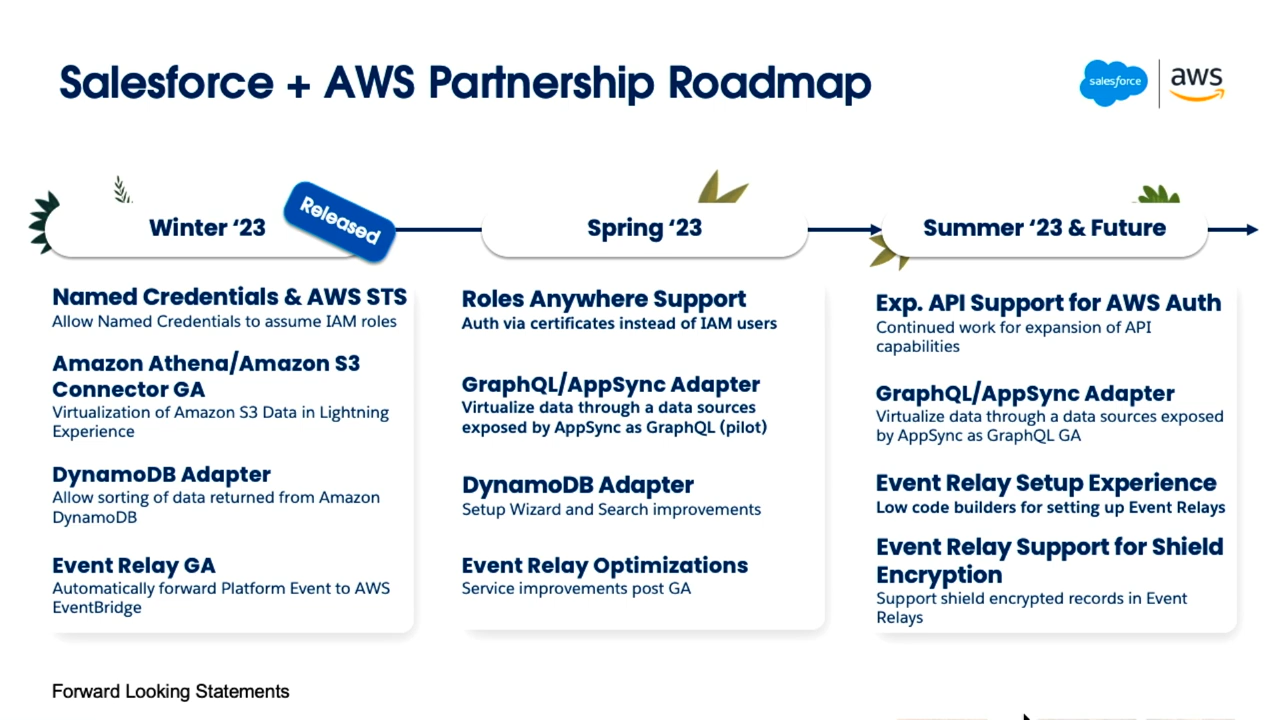 Salesforce + AWS Partnership Roadmap
salesforce
aws
Winter ‘23
Released
Spring ‘23
Summer ‘23 & Future
Named Credentials & AWS STS
Allow Named Credentials to assume IAM roles
Amazon Athena/Amazon S3
Connector GA
Virtualization of Amazon S3 Data in Lightning
Experience
DynamoDB Adapter
Allow sorting of data returned from Amazon
DynamoDB
Event Relay GA
Automatically forward Platform Event to AWS
EventBridge
Roles Anywhere Support
Auth via certificates instead of IAM users
GraphQL/AppSync Adapter
Virtualize data through a data sources
exposed by AppSync as GraphQL (pilot)
DynamoDB Adapter
Setup Wizard and Search improvements
Event Relay Optimizations
Service improvements post GA
Exp. API Support for AWS Auth
Continued work for expansion of API
capabilities
GraphQL/AppSync Adapter
Virtualize data through a data sources exposed
by AppSync as GraphQL GA
Event Relay Setup Experience
Low code builders for setting up Event Relays
Event Relay Support for Shield
Encryption
Support shield encrypted records in Event
Relays
Forward Looking Statements